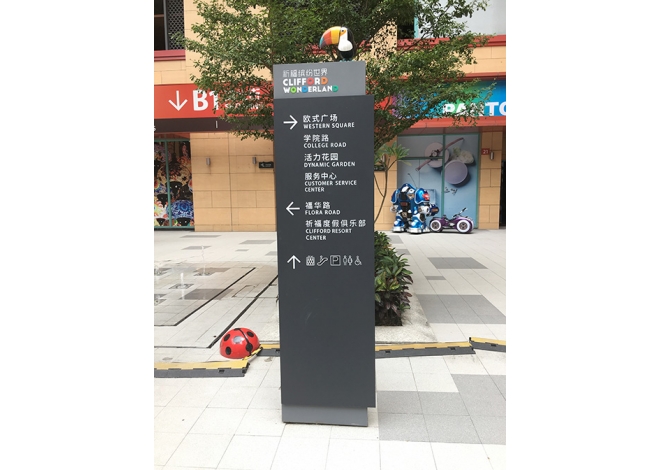 祈福缤纷世界
CLIFFORD
WONDERLAND
B1
欧式广场
WESTERN SQUARE
学院路
COLLEGE ROAD
活力花园
DYNAMIC GARDEN
服务中心
CUSTOMER SERVICE
CENTER
福华路
FLORA ROAD
祈福度假俱乐部
CLIFFORD RESORT
CENTER
P